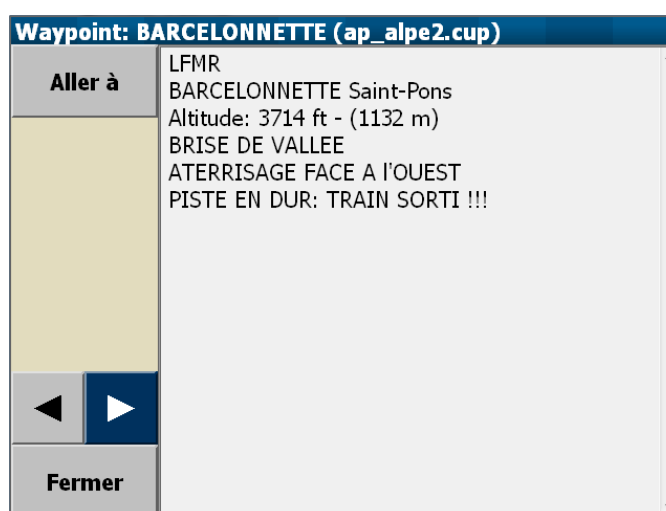 Waypoint: BARCELONNETTE (ap_alpe2.cup)
Aller à
LFMR
BARCELONNETTE Saint-Pons
Altitude: 3714 ft - (1132 m)
BRISE DE VALLEE
ATERRISAGE FACE A l'OUEST
PISTE EN DUR: TRAIN SORTI !!!
Fermer